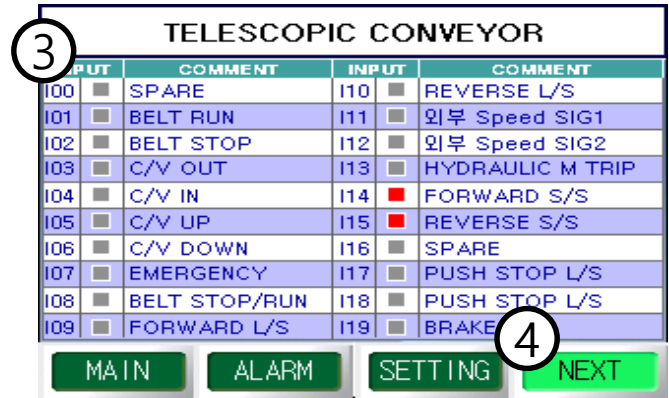 TELESCOPIC CONVEYOR
3
PUT COMMENT INPUT COMMENT
I00 SPARE I10 REVERSE L/S
I01 BELT RUN I11 외부 Speed SIG1
I02 BELT STOP I12 외부 Speed SIG2
I03 C/V OUT I13 HYDRAULIC M TRIP
I04 C/V IN I14 FORWARD S/S
I05 C/V UP I15 REVERSE S/S
I06 C/V DOWN I16 SPARE
I07 EMERGENCY I17 PUSH STOP L/S
I08 BELT STOP/RUN I18 PUSH STOP L/S
I09 FORWARD L/S I19 BRAKE
4
MAIN ALARM SETTING NEXT